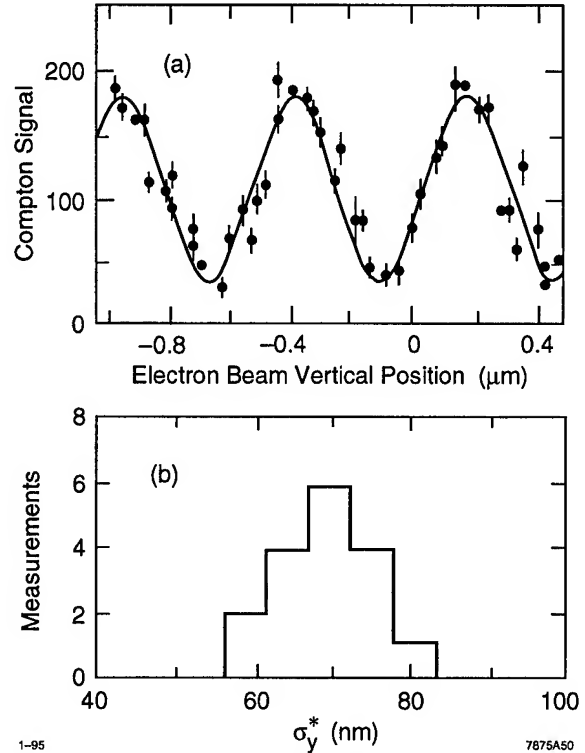 200
(a)
Compton Signal
100
0
−0.8
−0.4
0
0.4
Electron Beam Vertical Position (μm)
8
(b)
Measurements
6
4
2
0
40
60
80
100
σ*y (nm)
1–95
7875A50